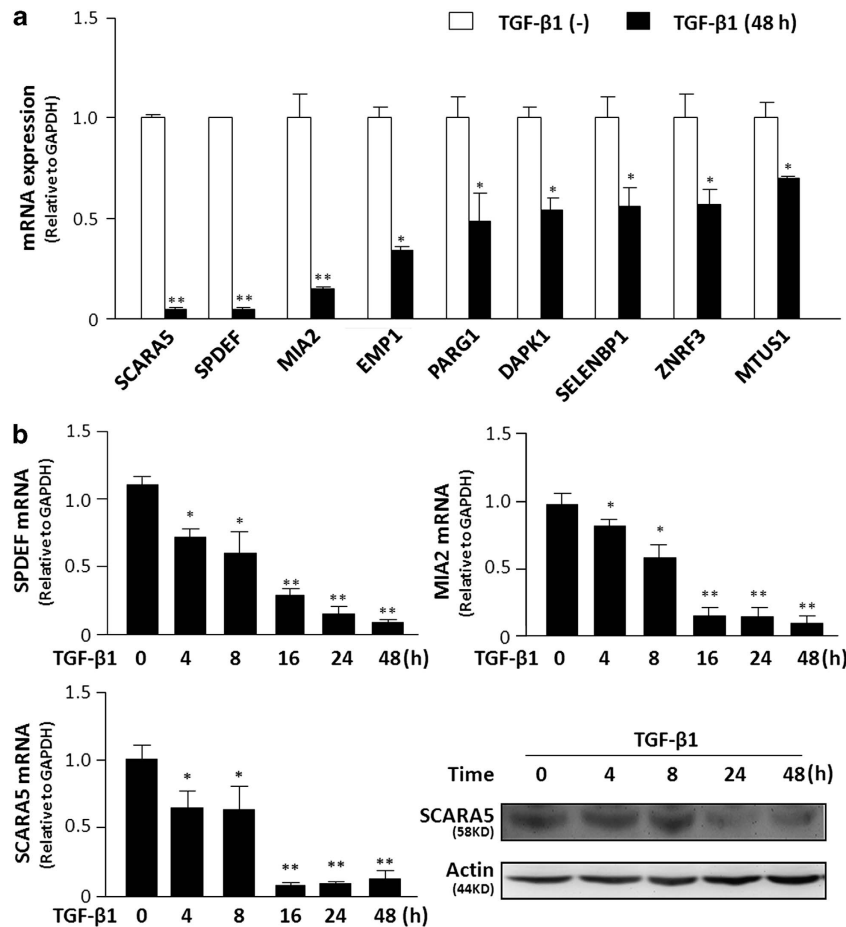 a
TGF-β1 (-) TGF-β1 (48 h)
mRNA expression
(Relative to GAPDH)
1.5
1.0
0.5
0
** ** ** * * * * * *
SCARA5 SPDEF MIA2 EMP1 PARG1 DAPK1 SELENBP1 ZNRF3 MTUS1
b
SPDEF mRNA
(Relative to GAPDH)
1.5
1.0
0.5
0
* * ** ** **
TGF-β1 0 4 8 16 24 48 (h)
MIA2 mRNA
(Relative to GAPDH)
1.5
1.0
0.5
0
* * ** ** **
TGF-β1 0 4 8 16 24 48 (h)
SCARA5 mRNA
(Relative to GAPDH)
1.5
1.0
0.5
0
* * ** ** **
TGF-β1 0 4 8 16 24 48 (h)
TGF-β1
Time 0 4 8 24 48 (h)
SCARA5
(58KD)
Actin
(44KD)